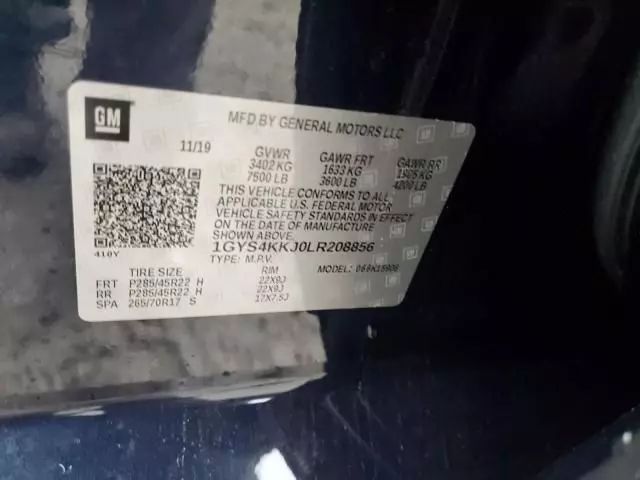 GM
MFD BY GENERAL MOTORS LLC
11/19 GVWR GAWR FRT GAWR RR
3402 KG 1633 KG 1905 KG
7500 LB 3600 LB 4200 LB
THIS VEHICLE CONFORMS TO ALL
APPLICABLE U.S. FEDERAL MOTOR
VEHICLE SAFETY STANDARDS IN EFFECT
ON THE DATE OF MANUFACTURE
SHOWN ABOVE.
410Y 1GYS4KKJ0LR208856
TYPE: M.P.V.
TIRE SIZE RIM MODEL:
FRT P285/45R22 H 22X9J
RR P285/45R22 H 22X9J
SPA 265/70R17 S 17X7.5J